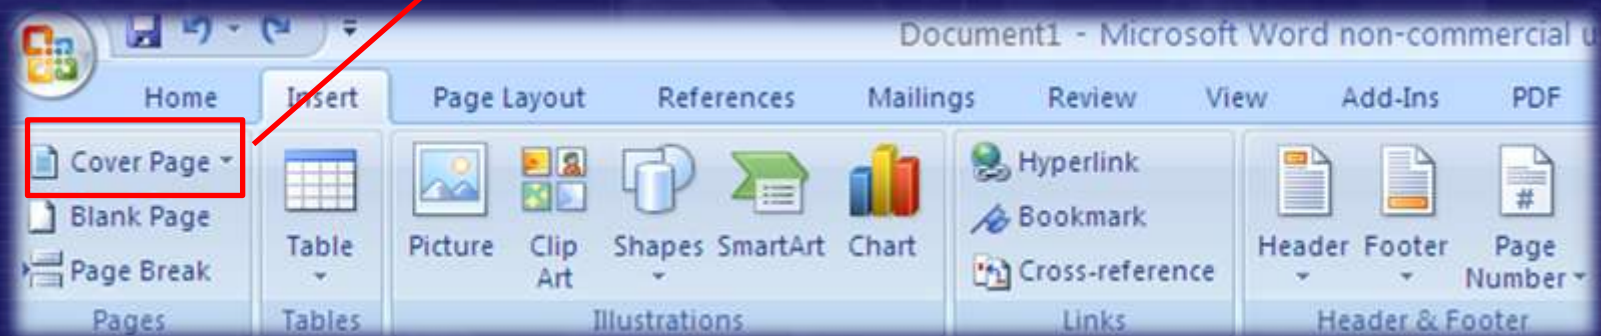 Document1 - Microsoft Word non-commercial u
Home Insert Page Layout References Mailings Review View Add-Ins PDF
Cover Page
Blank Page
Page Break
Pages
Table
Tables
Picture
Clip
Art
Shapes
SmartArt
Chart
Illustrations
Hyperlink
Bookmark
Cross-reference
Links
Header
Footer
#
Page
Number
Header & Footer